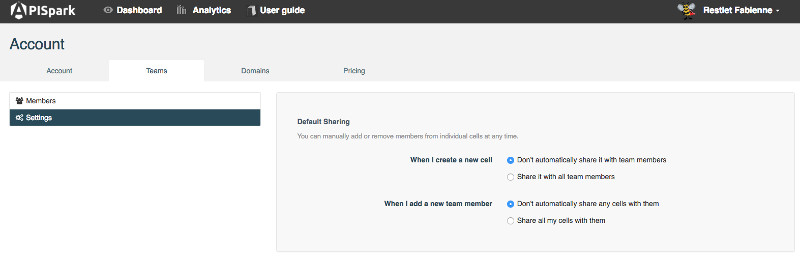 APISpark Dashboard Analytics User guide Restlet Fabienne
Account
Account Teams Domains Pricing
Members
Settings
Default Sharing
You can manually add or remove members from individual cells at any time.
When I create a new cell Don't automatically share it with team members
Share it with all team members
When I add a new team member Don't automatically share any cells with them
Share all my cells with them